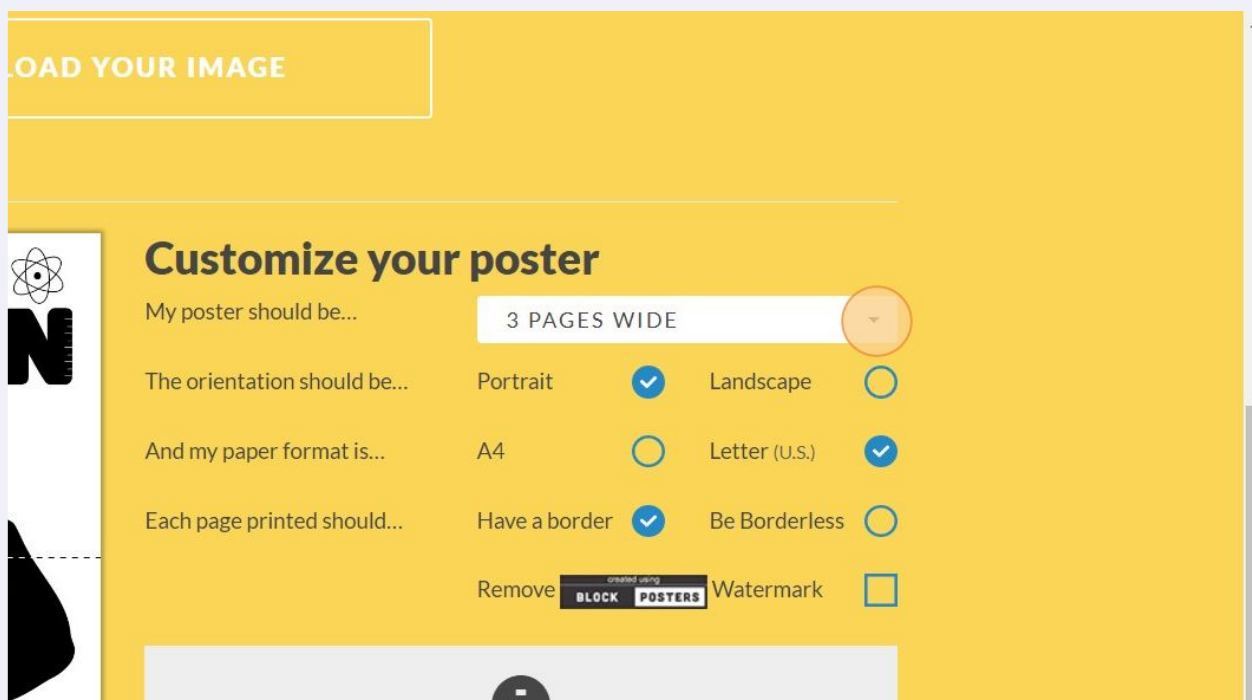 LOAD YOUR IMAGE
N
Customize your poster
My poster should be...
3 PAGES WIDE
The orientation should be...
Portrait
Landscape
And my paper format is...
A4
Letter (U.S.)
Each page printed should...
Have a border
Be Borderless
Remove
created using
BLOCK POSTERS
Watermark